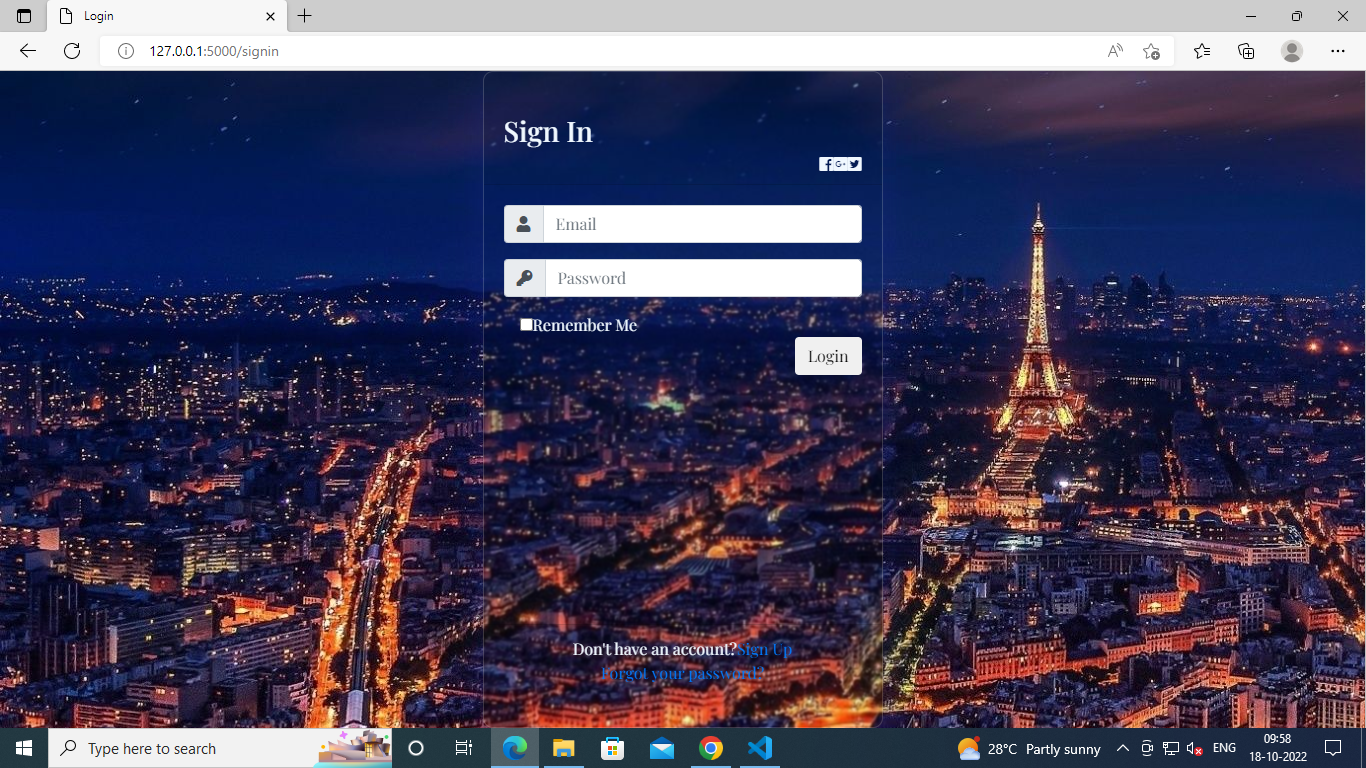 Login
127.0.0.1:5000/signin
Sign In
Email
Password
Remember Me
Login
Don't have an account?Sign Up
Forgot your password?
Type here to search
28°C Partly sunny
ENG
09:58
18-10-2022